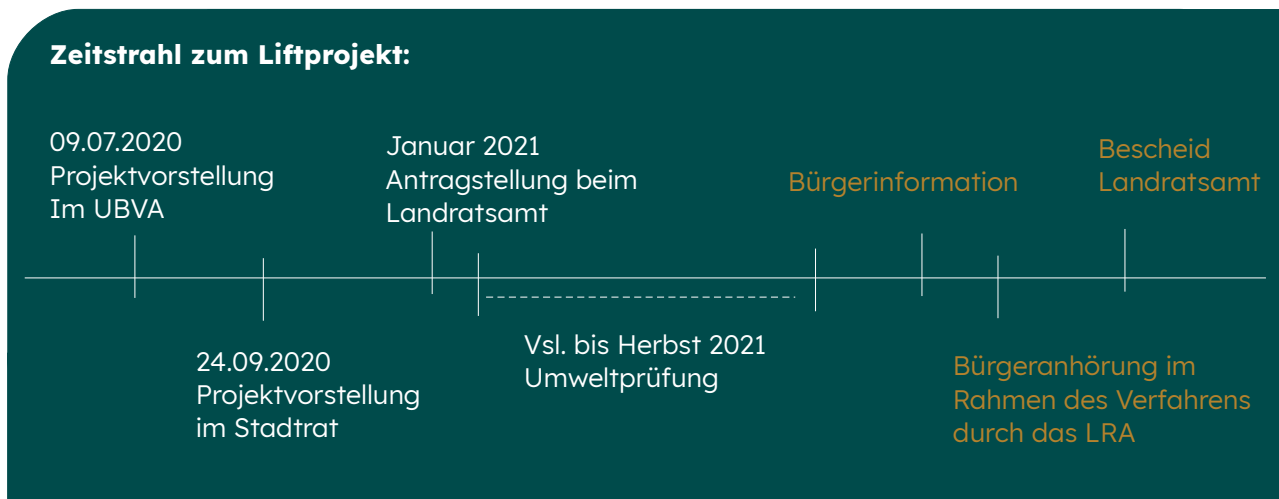 Zeitstrahl zum Liftprojekt:
09.07.2020
Projektvorstellung
Im UBVA
24.09.2020
Projektvorstellung
im Stadtrat
Januar 2021
Antragstellung beim
Landratsamt
Vsl. bis Herbst 2021
Umweltprüfung
Bürgerinformation
Bürgeranhörung im
Rahmen des Verfahrens
durch das LRA
Bescheid
Landratsamt